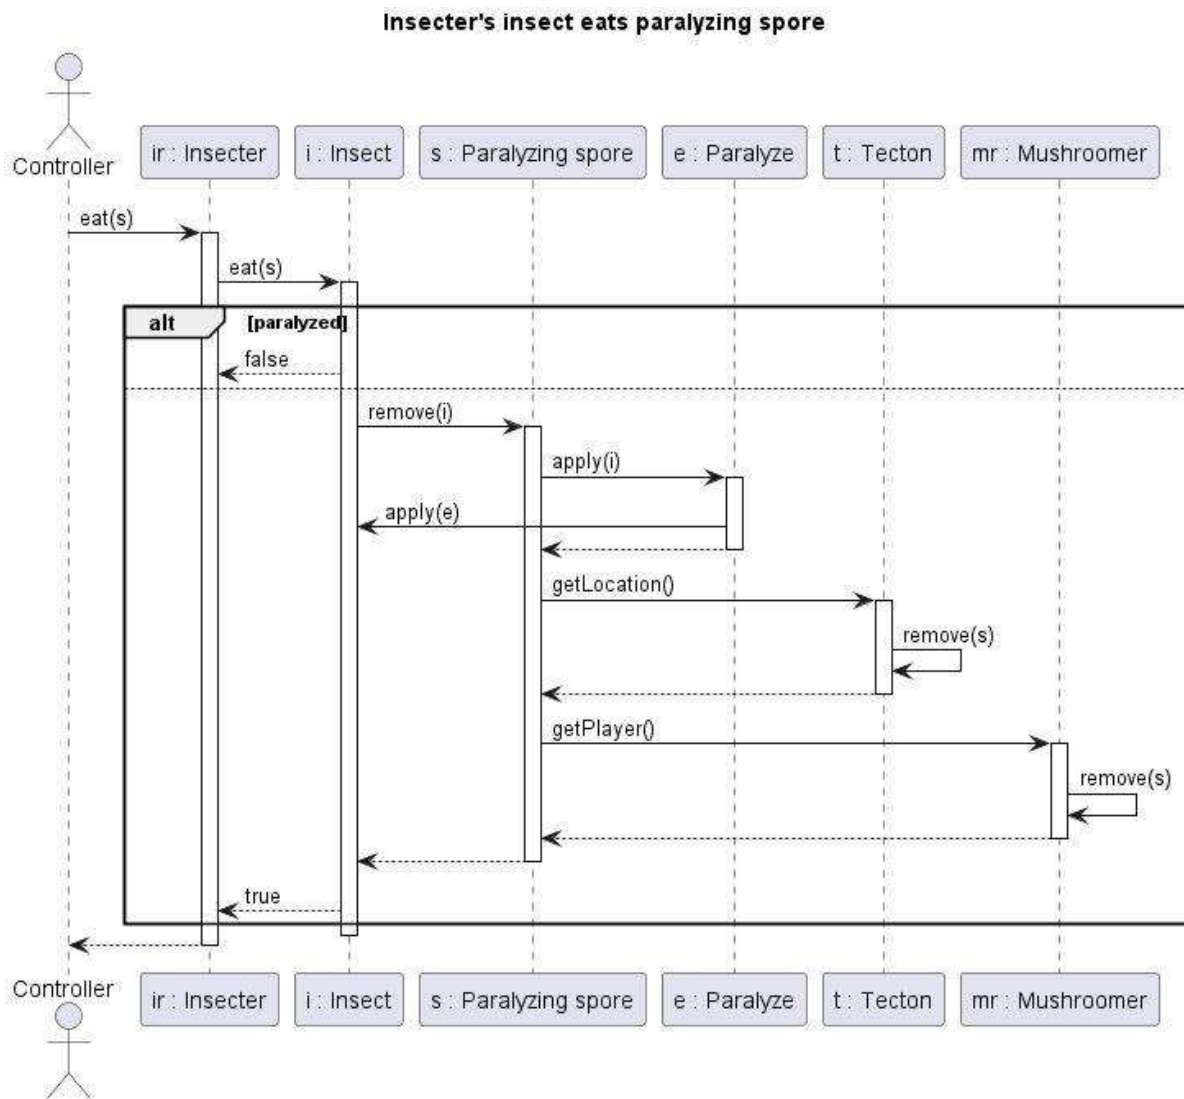 Insecter's insect eats paralyzing spore
Controller
ir : Insecter
i : Insect
s : Paralyzing spore
e : Paralyze
t : Tecton
mr : Mushroomer
eat(s)
eat(s)
alt
[paralyzed]
false
remove(i)
apply(i)
apply(e)
getLocation()
remove(s)
getPlayer()
remove(s)
true
Controller
ir : Insecter
i : Insect
s : Paralyzing spore
e : Paralyze
t : Tecton
mr : Mushroomer